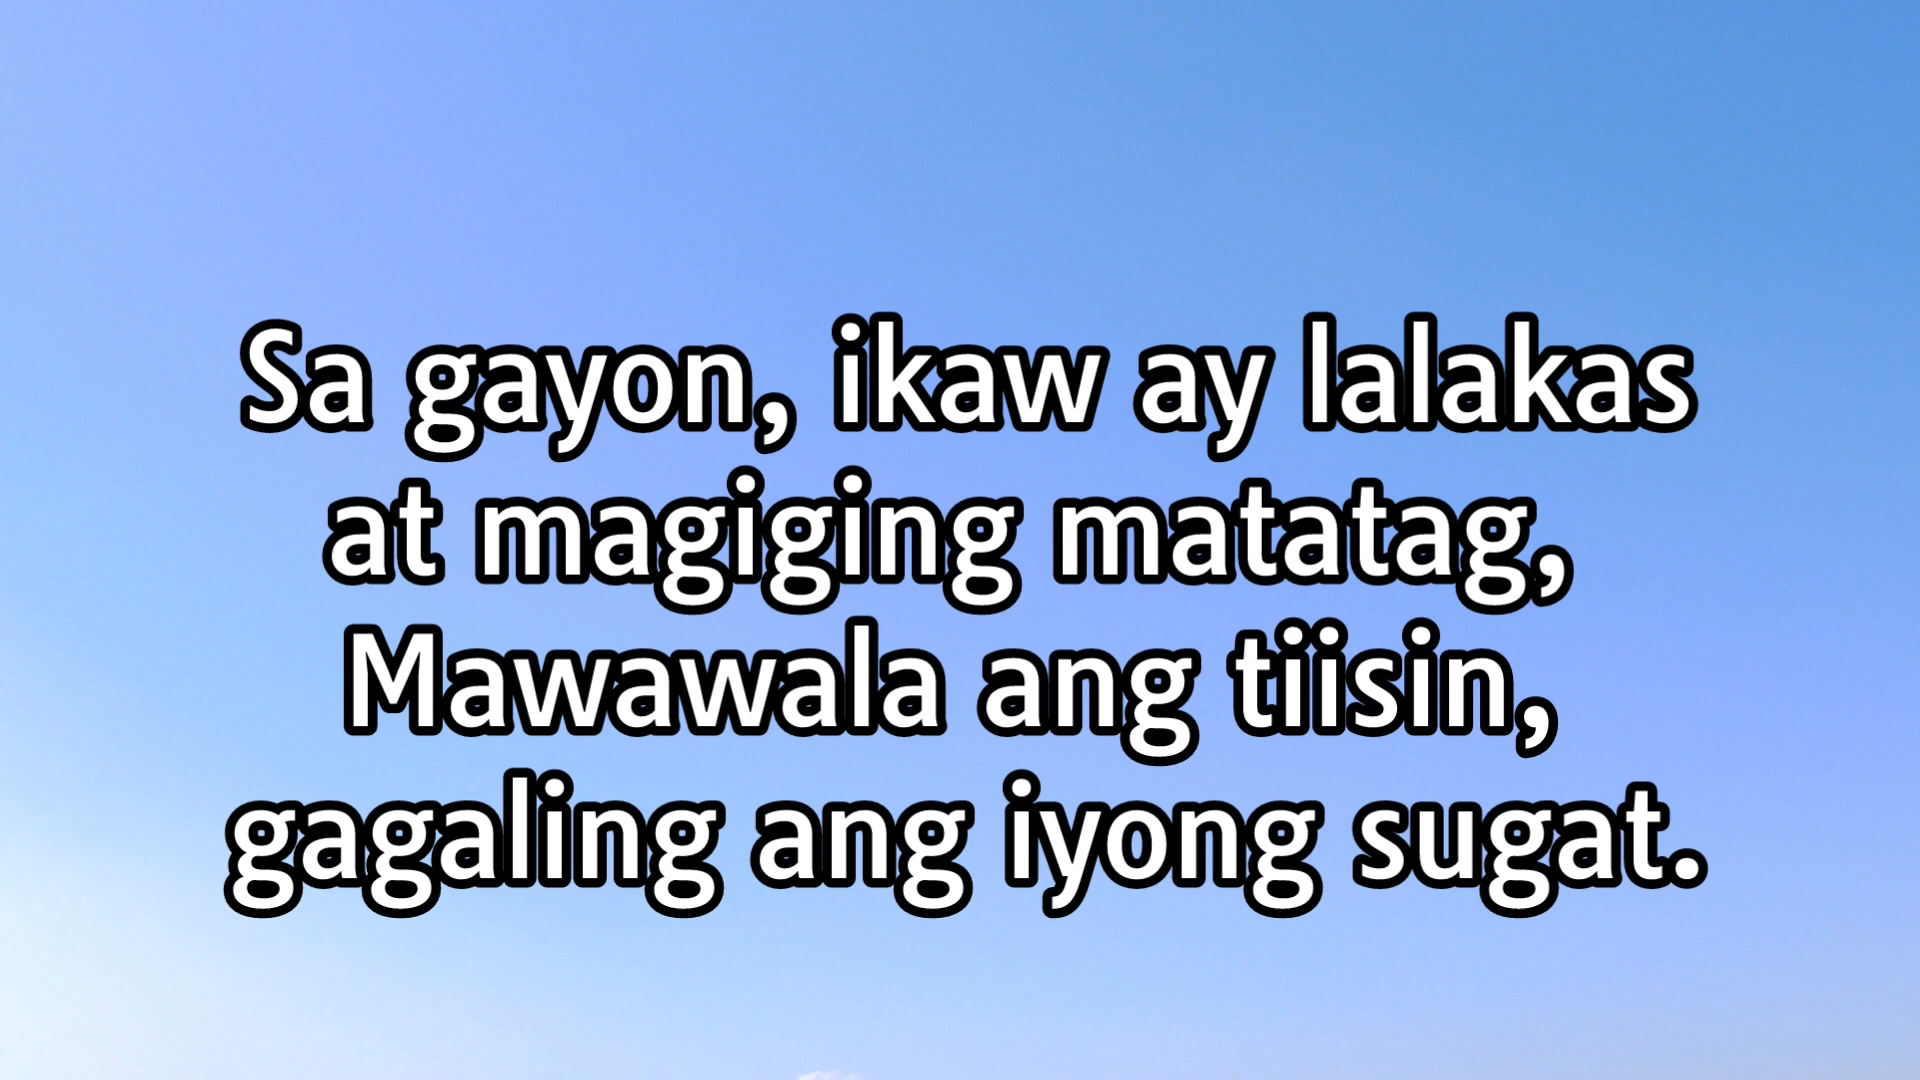 Sa gayon, ikaw ay lalakas
at magiging matatag,
Mawawala ang tiisin,
gagaling ang iyong sugat.